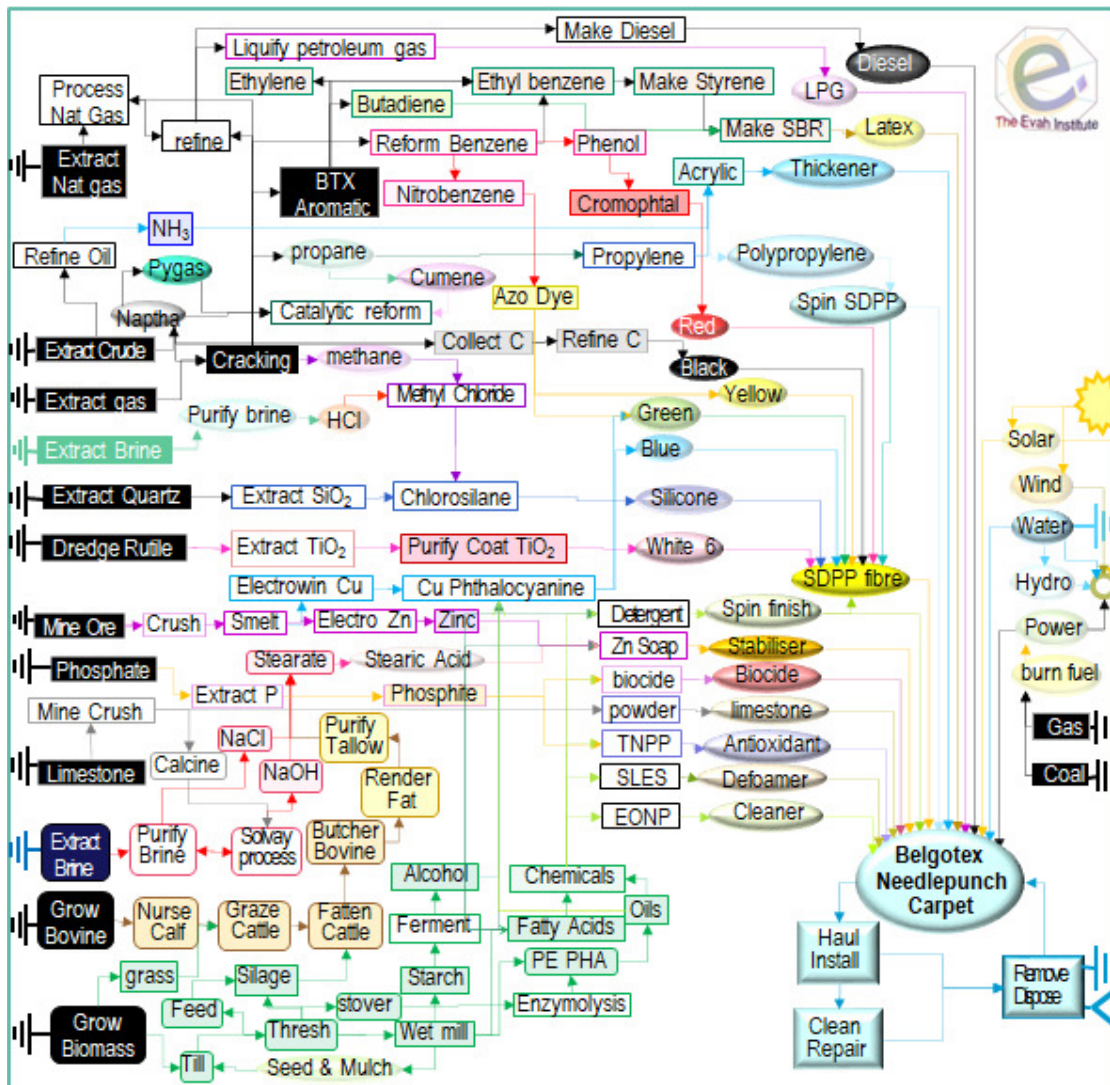 Make Diesel
Liquify petroleum gas
Diesel
Ethylene
Ethyl benzene
Make Styrene
LPG
The Evah Institute
Process
Nat Gas
Butadiene
refine
Make SBR
Latex
Extract
Nat gas
Reform Benzene
Phenol
BTX
Aromatic
Nitrobenzene
Acrylic
Thickener
Cromophtal
NH3
Refine Oil
Pygas
propane
Propylene
Polypropylene
Cumene
Azo Dye
Spin SDPP
Naptha
Catalytic reform
Red
Extract Crude
Cracking
methane
Collect C
Refine C
Black
Extract gas
Methyl Chloride
Yellow
Purify brine
HCl
Green
Extract Brine
Blue
Solar
Extract Quartz
Extract SiO2
Chlorosilane
Silicone
Wind
Dredge Rutile
Extract TiO2
Purify Coat TiO2
White 6
Water
Electrowin Cu
Cu Phthalocyanine
SDPP fibre
Hydro
Mine Ore
Crush
Smelt
Electro Zn
Zinc
Detergent
Spin finish
Power
Stearate
Stearic Acid
Zn Soap
Stabiliser
Phosphate
Extract P
Phosphite
biocide
Biocide
burn fuel
Mine Crush
NaCl
Purify
Tallow
powder
limestone
Gas
Limestone
Calcine
NaOH
TNPP
Antioxidant
Coal
Render
Fat
SLES
Defoamer
Extract
Brine
Purify
Brine
Solvay
process
Butcher
Bovine
EONP
Cleaner
Belgotex
Needlepunch
Carpet
Alcohol
Chemicals
Grow
Bovine
Nurse
Calf
Graze
Cattle
Fatten
Cattle
Ferment
Fatty Acids
Oils
Haul
Install
grass
Silage
Starch
PE PHA
Remove
Dispose
Feed
stover
Enzymolysis
Grow
Biomass
Thresh
Wet mill
Clean
Repair
Till
Seed & Mulch